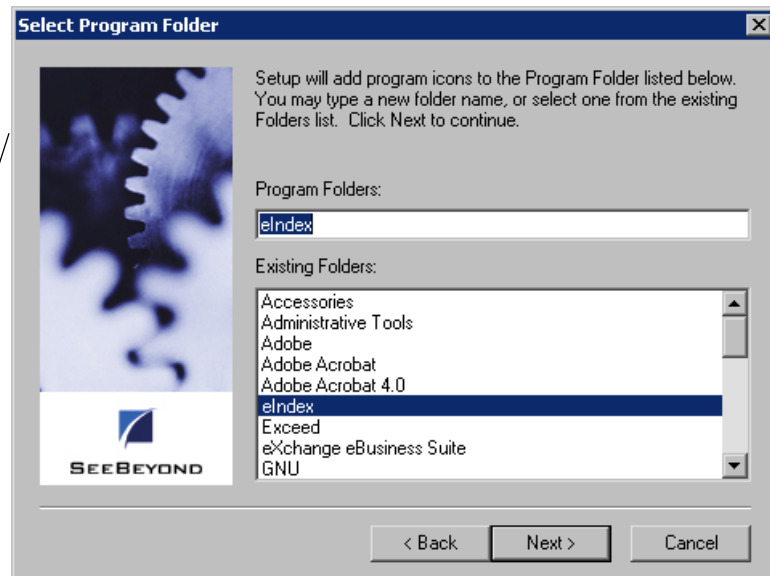 Select Program Folder
Setup will add program icons to the Program Folder listed below.
You may type a new folder name, or select one from the existing
Folders list. Click Next to continue.
Program Folders:
eIndex
Existing Folders:
Accessories
Administrative Tools
Adobe
Adobe Acrobat
Adobe Acrobat 4.0
eIndex
Exceed
eXchange eBusiness Suite
GNU
SEEBEYOND
< Back
Next >
Cancel